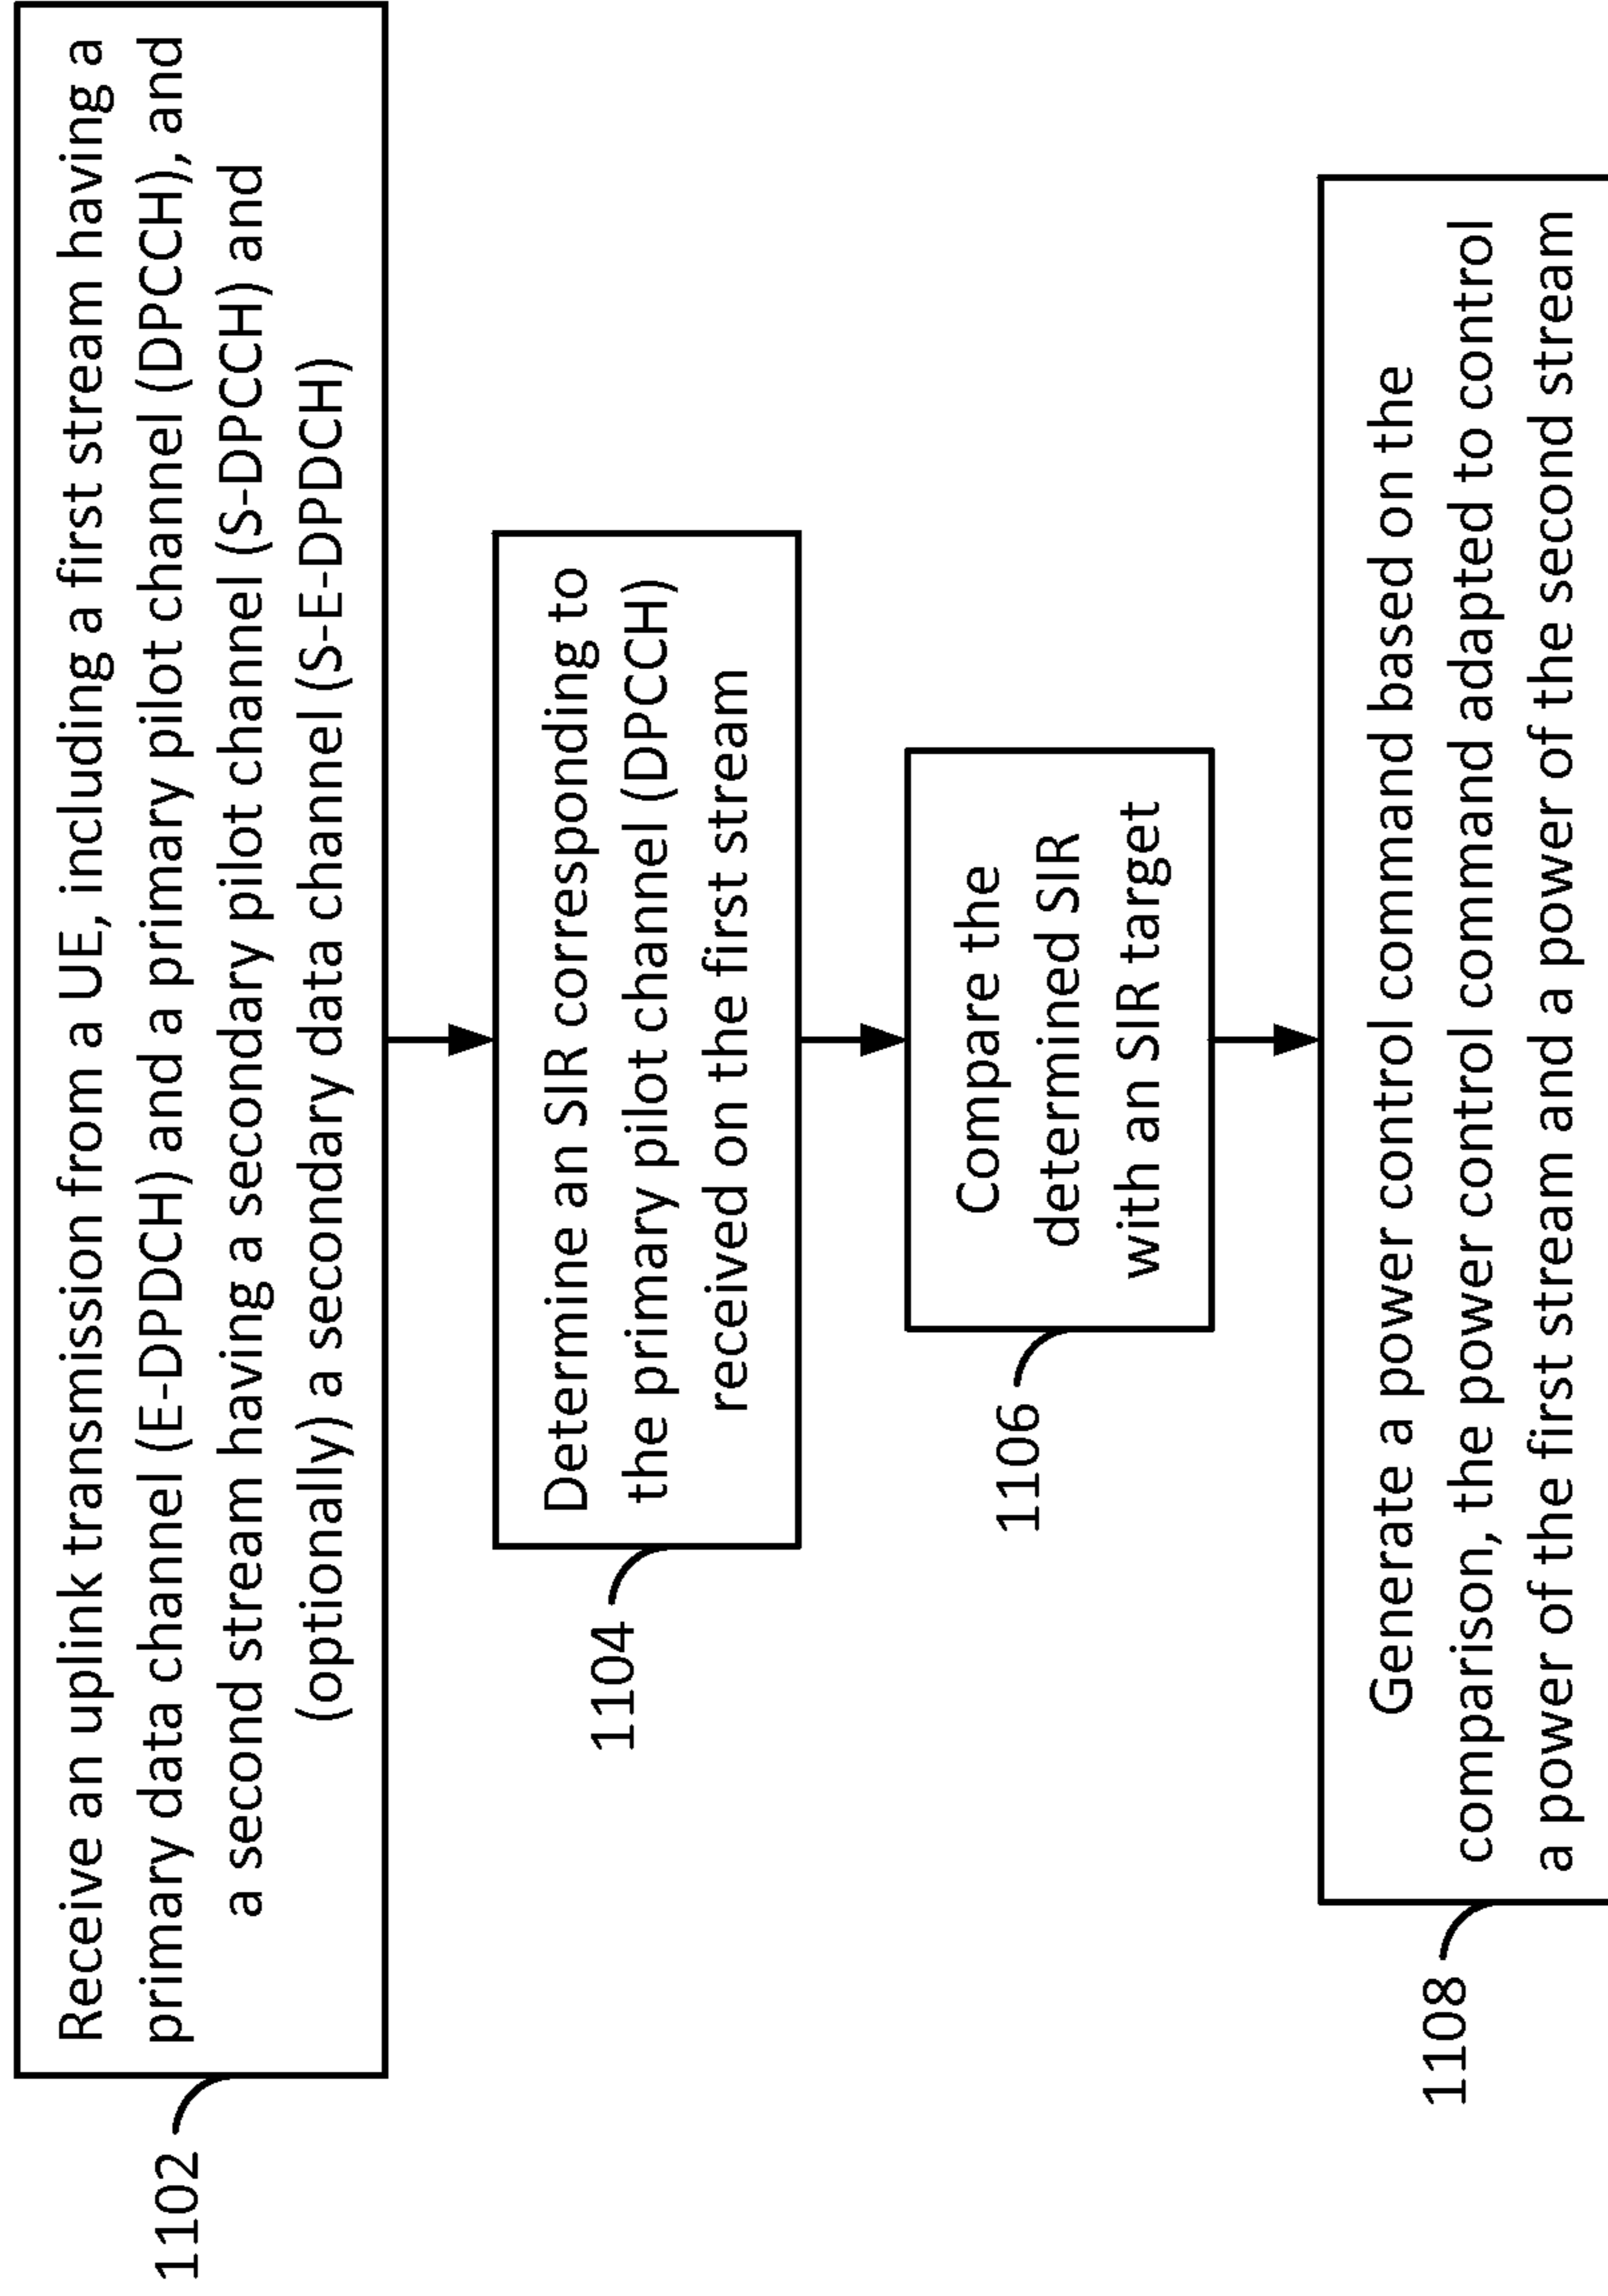 Receive an uplink transmission from a UE, including a first stream having a
primary data channel (E-DPDCH) and a primary pilot channel (DPCCH), and
a second stream having a secondary pilot channel (S-DPCCH) and
(optionally) a secondary data channel (S-E-DPDCH)
1102
Determine an SIR corresponding to
the primary pilot channel (DPCCH)
received on the first stream
1104
Compare the
determined SIR
with an SIR target
1106
Generate a power control command based on the
comparison, the power control command adapted to control
a power of the first stream and a power of the second stream
1108